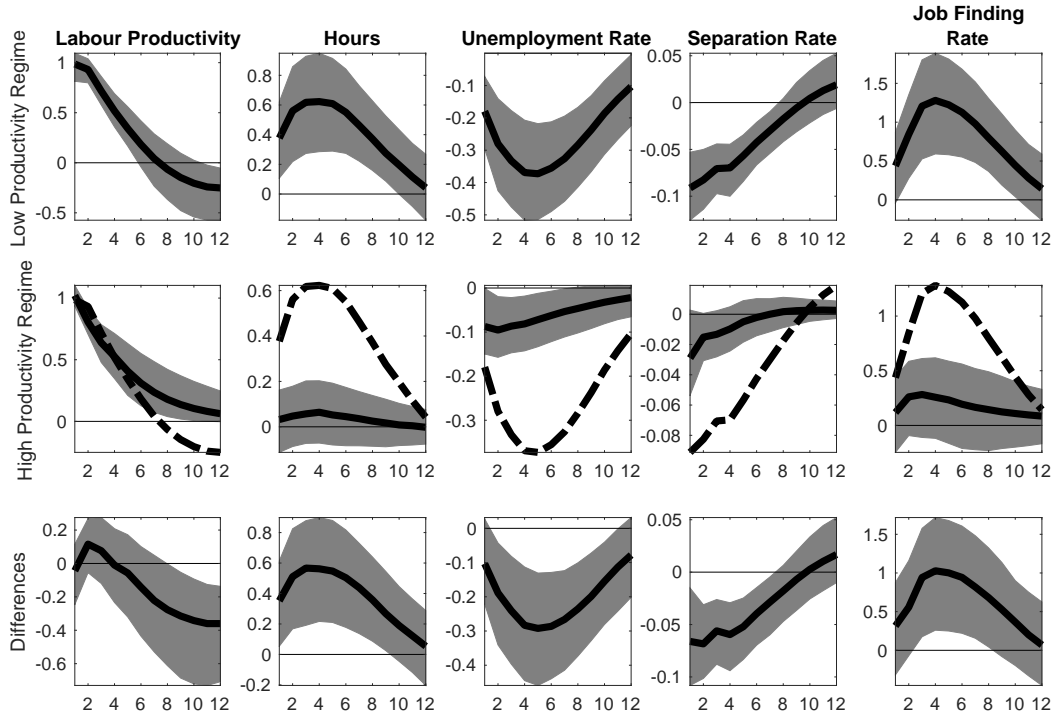 Labour Productivity
Hours
Unemployment Rate
Separation Rate
Job Finding
Rate
Low Productivity Regime
1
0.5
0
-0.5
2 4 6 8 10 12
0.8
0.6
0.4
0.2
0
2 4 6 8 10 12
-0.1
-0.2
-0.3
-0.4
-0.5
2 4 6 8 10 12
0.05
0
-0.05
-0.1
2 4 6 8 10 12
1.5
1
0.5
0
2 4 6 8 10 12
High Productivity Regime
1
0.5
0
2 4 6 8 10 12
0.6
0.4
0.2
0
2 4 6 8 10 12
0
-0.1
-0.2
-0.3
2 4 6 8 10 12
0
-0.02
-0.04
-0.06
-0.08
2 4 6 8 10 12
1
0.5
0
2 4 6 8 10 12
Differences
0.2
0
-0.2
-0.4
-0.6
2 4 6 8 10 12
0.8
0.6
0.4
0.2
0
-0.2
2 4 6 8 10 12
0
-0.1
-0.2
-0.3
-0.4
2 4 6 8 10 12
0.05
0
-0.05
-0.1
2 4 6 8 10 12
1.5
1
0.5
0
2 4 6 8 10 12